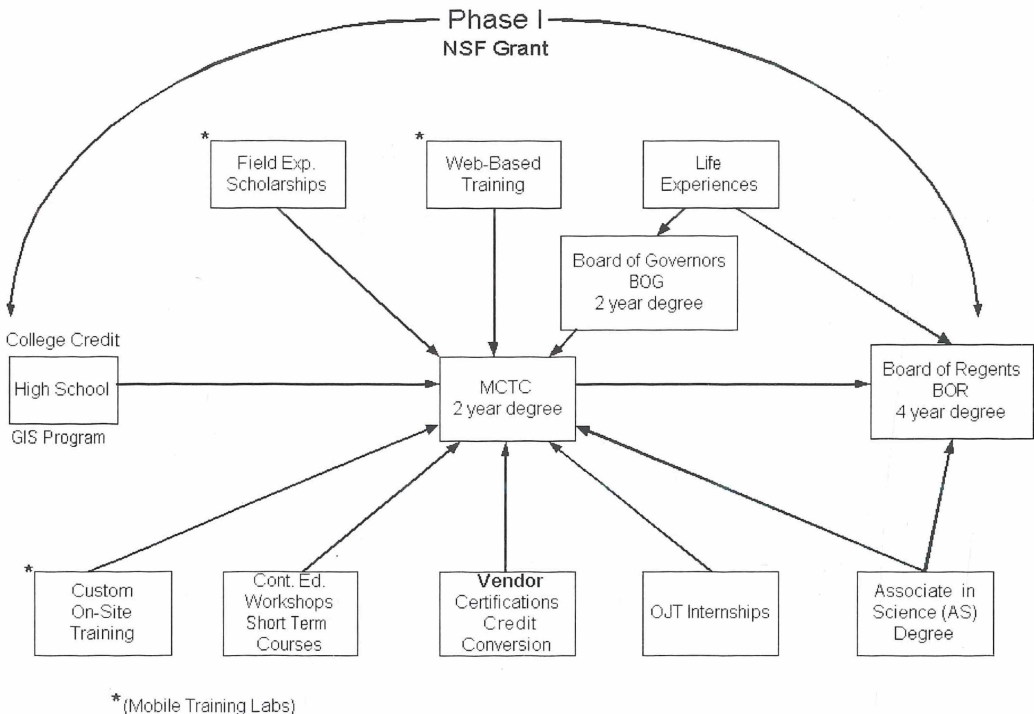 Phase I
NSF Grant
*
Field Exp.
Scholarships
*
Web-Based
Training
Life
Experiences
Board of Governors
BOG
2 year degree
College Credit
High School
GIS Program
MCTC
2 year degree
Board of Regents
BOR
4 year degree
*
Custom
On-Site
Training
Cont. Ed.
Workshops
Short Term
Courses
Vendor
Certifications
Credit
Conversion
OJT Internships
Associate in
Science (AS)
Degree
*(Mobile Training Labs)